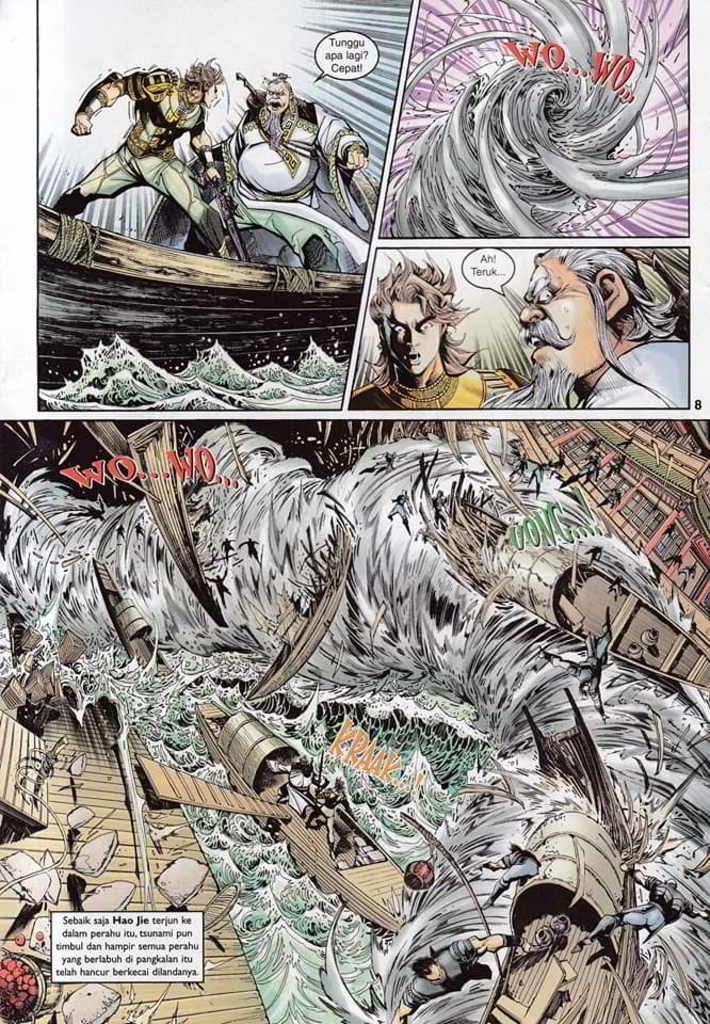 Tunggu
apa lagi?
Cepat!
WO...WO...
Ah!
Teruk...
8
WO...WO...
UONG...!
KRAAK...!
Sebaik saja Hao Jie terjun ke
dalam perahu itu, tsunami pun
timbul dan hampir semua perahu
yang berlabuh di pangkalan itu
telah hancur berkecai dilandanya.